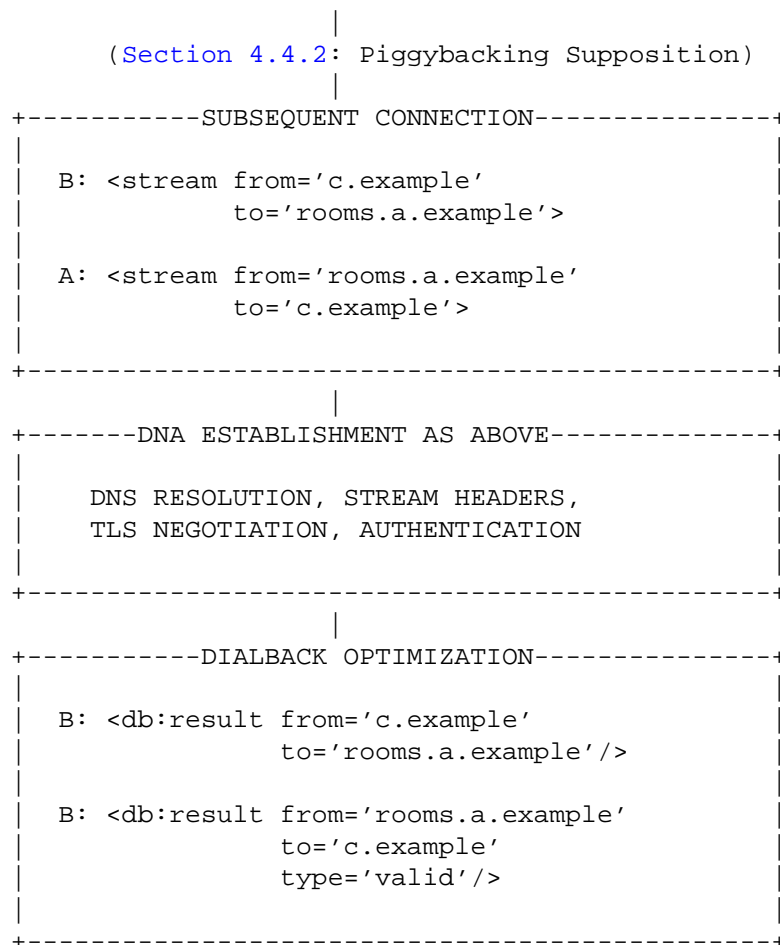 |
(Section 4.4.2: Piggybacking Supposition)
|
+-----------SUBSEQUENT CONNECTION---------------+
|                                               |
|  B: <stream from='c.example'                  |
|             to='rooms.a.example'>             |
|                                               |
|  A: <stream from='rooms.a.example'            |
|             to='c.example'>                   |
|                                               |
+-----------------------------------------------+
|
+-------DNA ESTABLISHMENT AS ABOVE--------------+
|                                               |
|    DNS RESOLUTION, STREAM HEADERS,            |
|    TLS NEGOTIATION, AUTHENTICATION            |
|                                               |
+-----------------------------------------------+
|
+-----------DIALBACK OPTIMIZATION---------------+
|                                               |
|  B: <db:result from='c.example'               |
|                to='rooms.a.example'/>         |
|                                               |
|  B: <db:result from='rooms.a.example'         |
|                to='c.example'                 |
|                type='valid'/>                 |
|                                               |
+-----------------------------------------------+